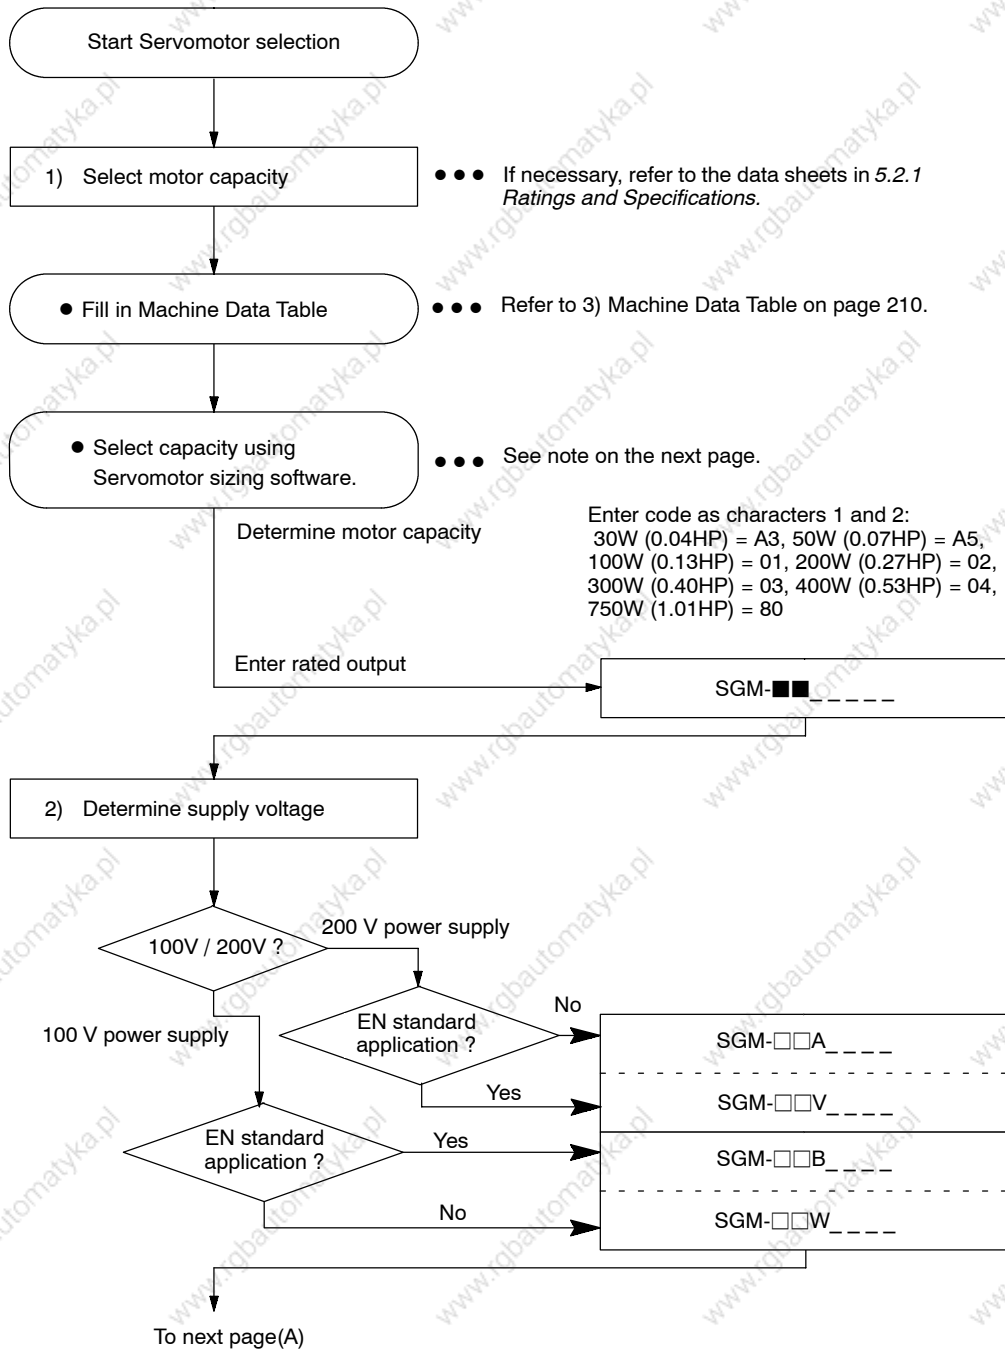 Start Servomotor selection
1) Select motor capacity
●●● If necessary, refer to the data sheets in 5.2.1
Ratings and Specifications.
● Fill in Machine Data Table
●●● Refer to 3) Machine Data Table on page 210.
● Select capacity using
Servomotor sizing software.
●●● See note on the next page.
Determine motor capacity
Enter code as characters 1 and 2:
30W (0.04HP) = A3, 50W (0.07HP) = A5,
100W (0.13HP) = 01, 200W (0.27HP) = 02,
300W (0.40HP) = 03, 400W (0.53HP) = 04,
750W (1.01HP) = 80
Enter rated output
SGM-■■_ _ _ _ _
2) Determine supply voltage
100V / 200V ?
200 V power supply
100 V power supply
EN standard
application ?
No
Yes
SGM-□□A_ _ _ _
SGM-□□V_ _ _ _
EN standard
application ?
Yes
No
SGM-□□B_ _ _ _
SGM-□□W_ _ _ _
To next page(A)
www.rgbautomatyka.pl